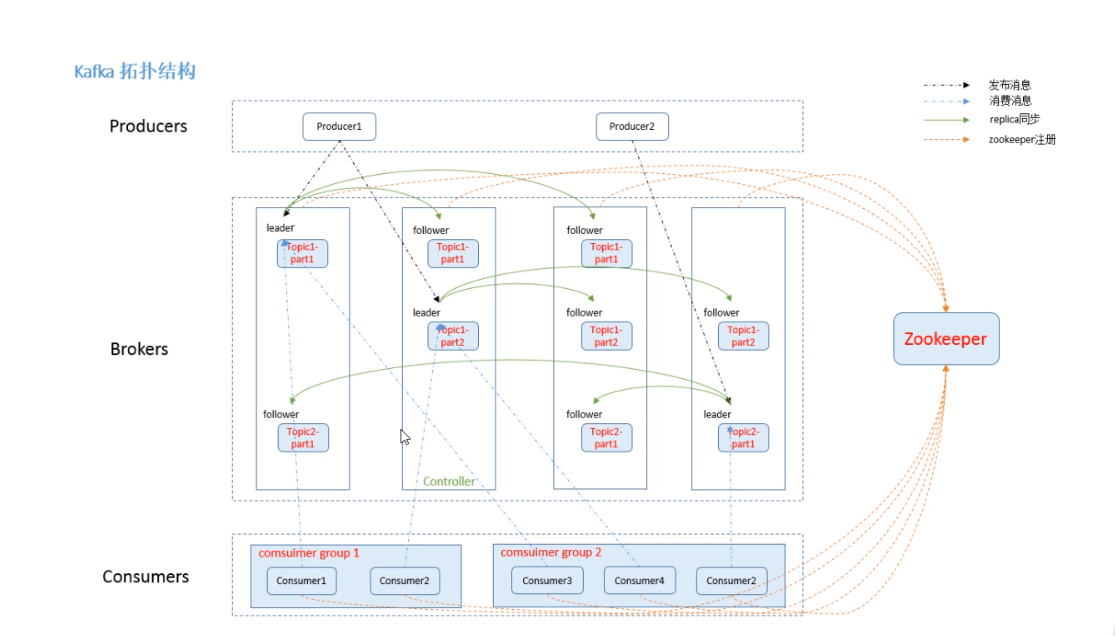 Kafka 拓扑结构
发布消息
消费消息
replica同步
zookeeper注册
Producers
Producer1
Producer2
Brokers
leader
Topic1-
part1
follower
Topic1-
part1
follower
Topic1-
part1
leader
Topic1-
part2
follower
Topic1-
part2
follower
Topic1-
part2
Zookeeper
follower
Topic2-
part1
follower
Topic2-
part1
leader
Topic2-
part1
Controller
Consumers
comsuimer group 1
Consumer1
Consumer2
comsuimer group 2
Consumer3
Consumer4
Consumer2